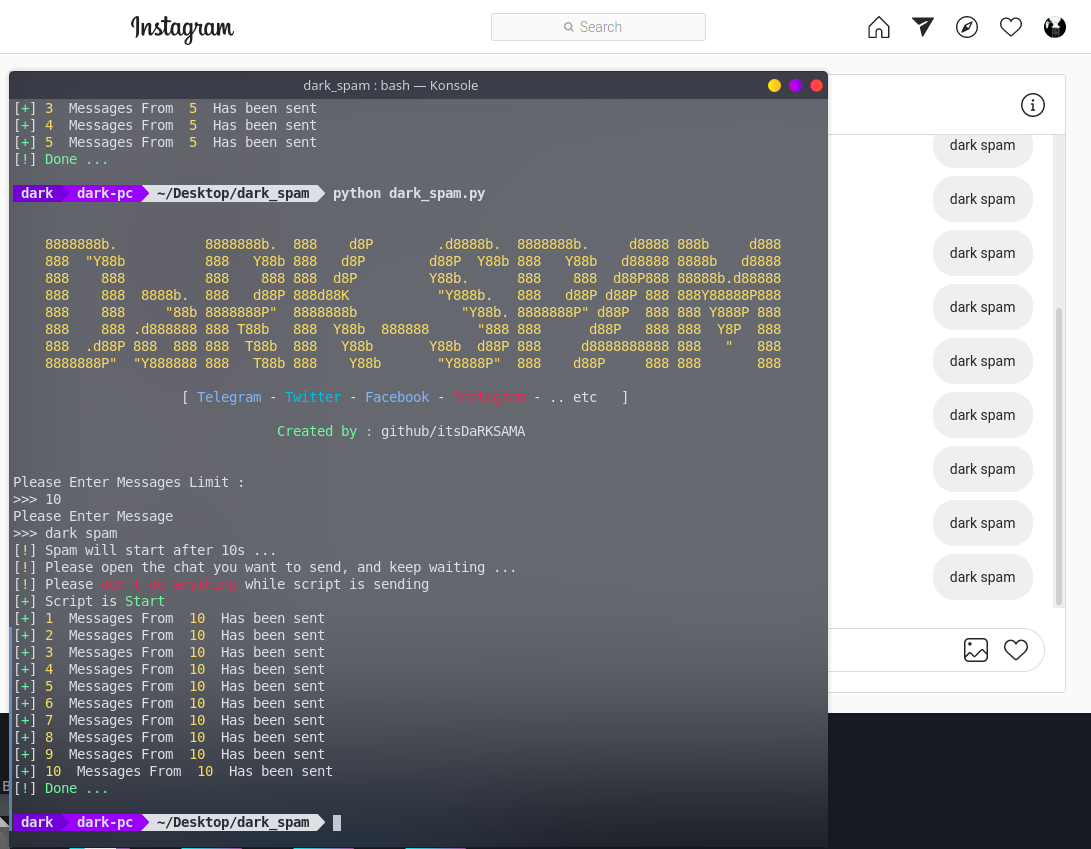 Instagram
Search
dark_spam : bash — Konsole
[+] 3 Messages From 5 Has been sent
[+] 4 Messages From 5 Has been sent
[+] 5 Messages From 5 Has been sent
[!] Done ...
dark dark-pc ~/Desktop/dark_spam python dark_spam.py
[ Telegram - Twitter - Facebook - Instagram - .. etc ]
Created by : github/itsDaRKSAMA
Please Enter Messages Limit :
>>> 10
Please Enter Message
>>> dark spam
[!] Spam will start after 10s ...
[!] Please open the chat you want to send, and keep waiting ...
[!] Please don't do anything while script is sending
[+] Script is Start
[+] 1 Messages From 10 Has been sent
[+] 2 Messages From 10 Has been sent
[+] 3 Messages From 10 Has been sent
[+] 4 Messages From 10 Has been sent
[+] 5 Messages From 10 Has been sent
[+] 6 Messages From 10 Has been sent
[+] 7 Messages From 10 Has been sent
[+] 8 Messages From 10 Has been sent
[+] 9 Messages From 10 Has been sent
[+] 10 Messages From 10 Has been sent
[!] Done ...
dark dark-pc ~/Desktop/dark_spam
dark spam
dark spam
dark spam
dark spam
dark spam
dark spam
dark spam
dark spam
dark spam